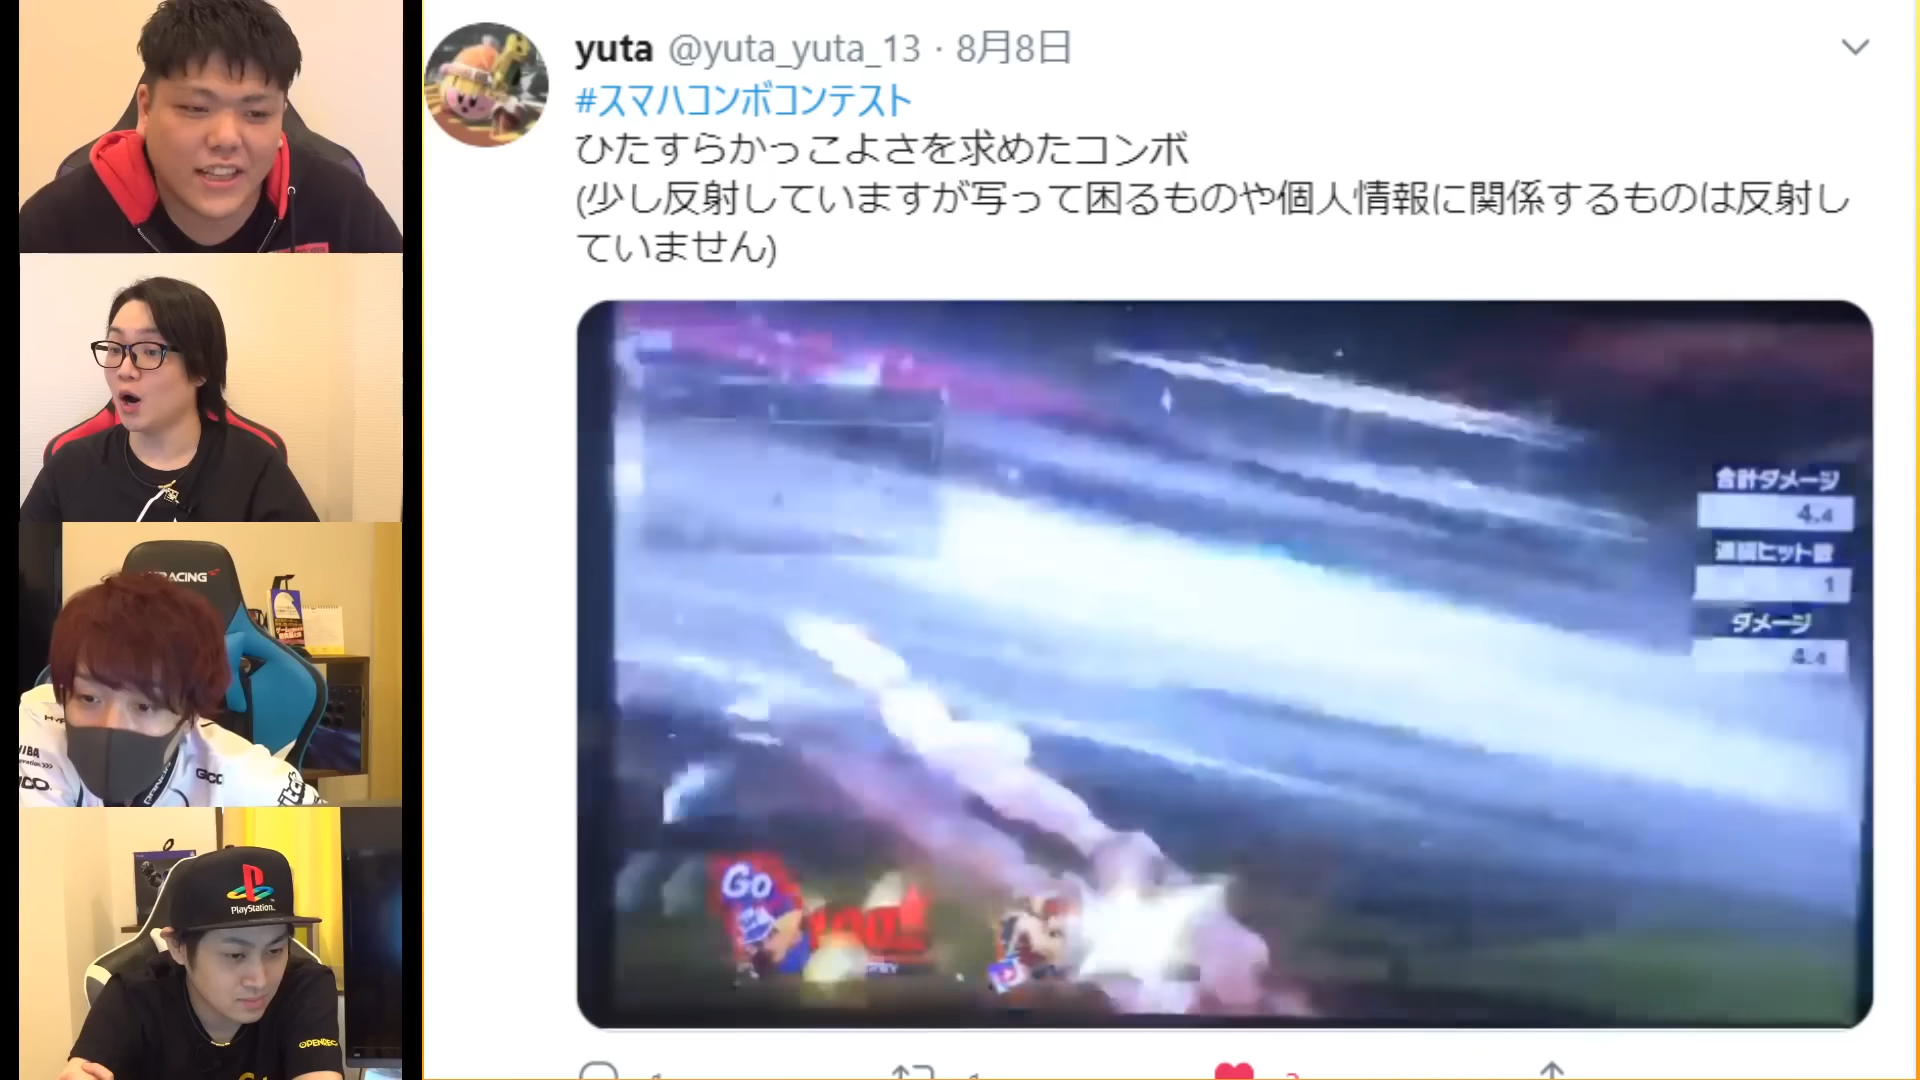 yuta @yuta_yuta_13 · 8月8日
#スマハコンボコンテスト
ひたすらかっこよさを求めたコンボ
(少し反射していますが写って困るものや個人情報に関係するものは反射し
ていません)
合計ダメージ
4.4
連続ヒット数
1
ダメージ
4.4
Go
100
RACING
GICO
PlayStation
OPENREC